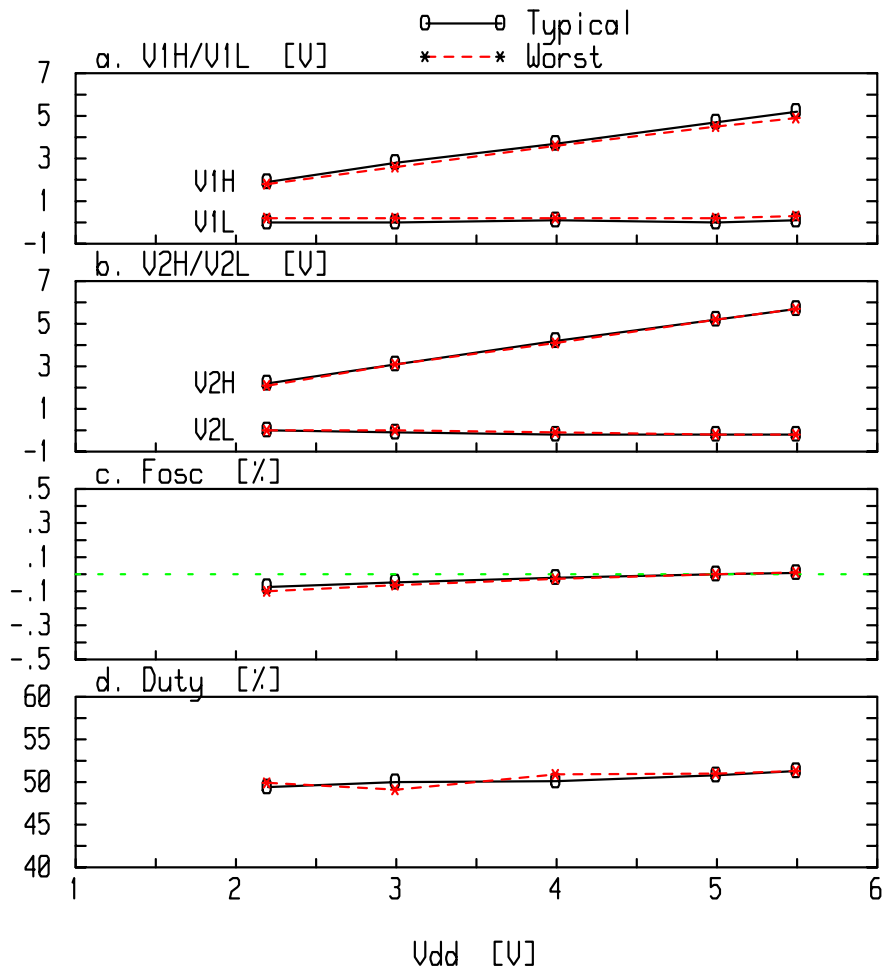 Typical
Worst
a. V1H/V1L [V]
7
5
3
1
-1
V1H
V1L
b. V2H/V2L [V]
7
5
3
1
-1
V2H
V2L
c. Fosc [%]
.5
.3
.1
-.1
-.3
-.5
d. Duty [%]
60
55
50
45
40
1 2 3 4 5 6
Vdd [V]